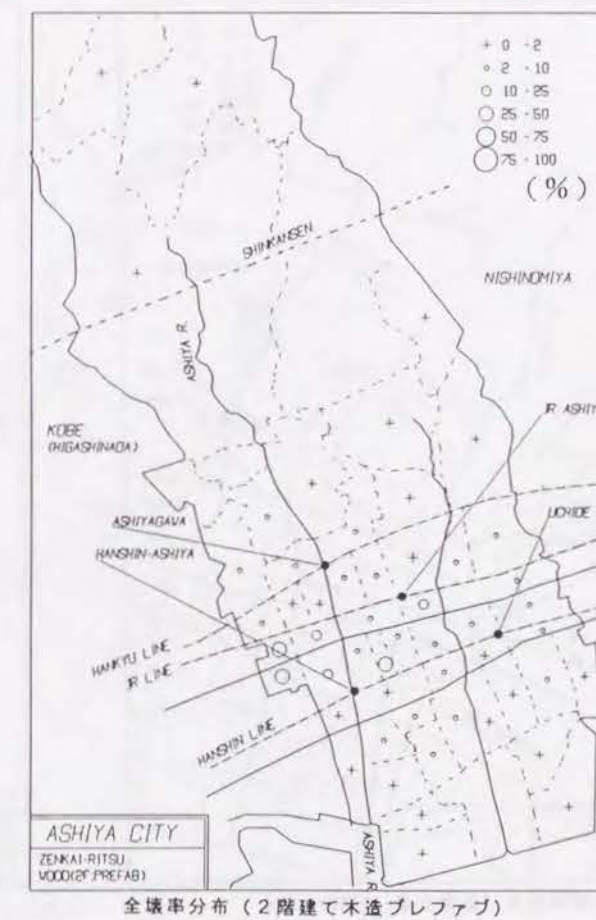 + 0 - 2
○ 2 - 10
○ 10 - 25
○ 25 - 50
○ 50 - 75
○ 75 - 100
(%)
SHINKANSEN
NISHINOMIYA
ASHIYA R.
KOBE
(HIGASHINADA)
JR ASHIY
ASHIYAGAWA
UCHIDE
HANSHIN-ASHIYA
HANKYU LINE
JR LINE
HANSHIN LINE
ASHIYA R
ASHIYA CITY
ZENKAI-RITSU
WOOD(2F,PREFAB)
全壊率分布(2階建て木造プレファブ)